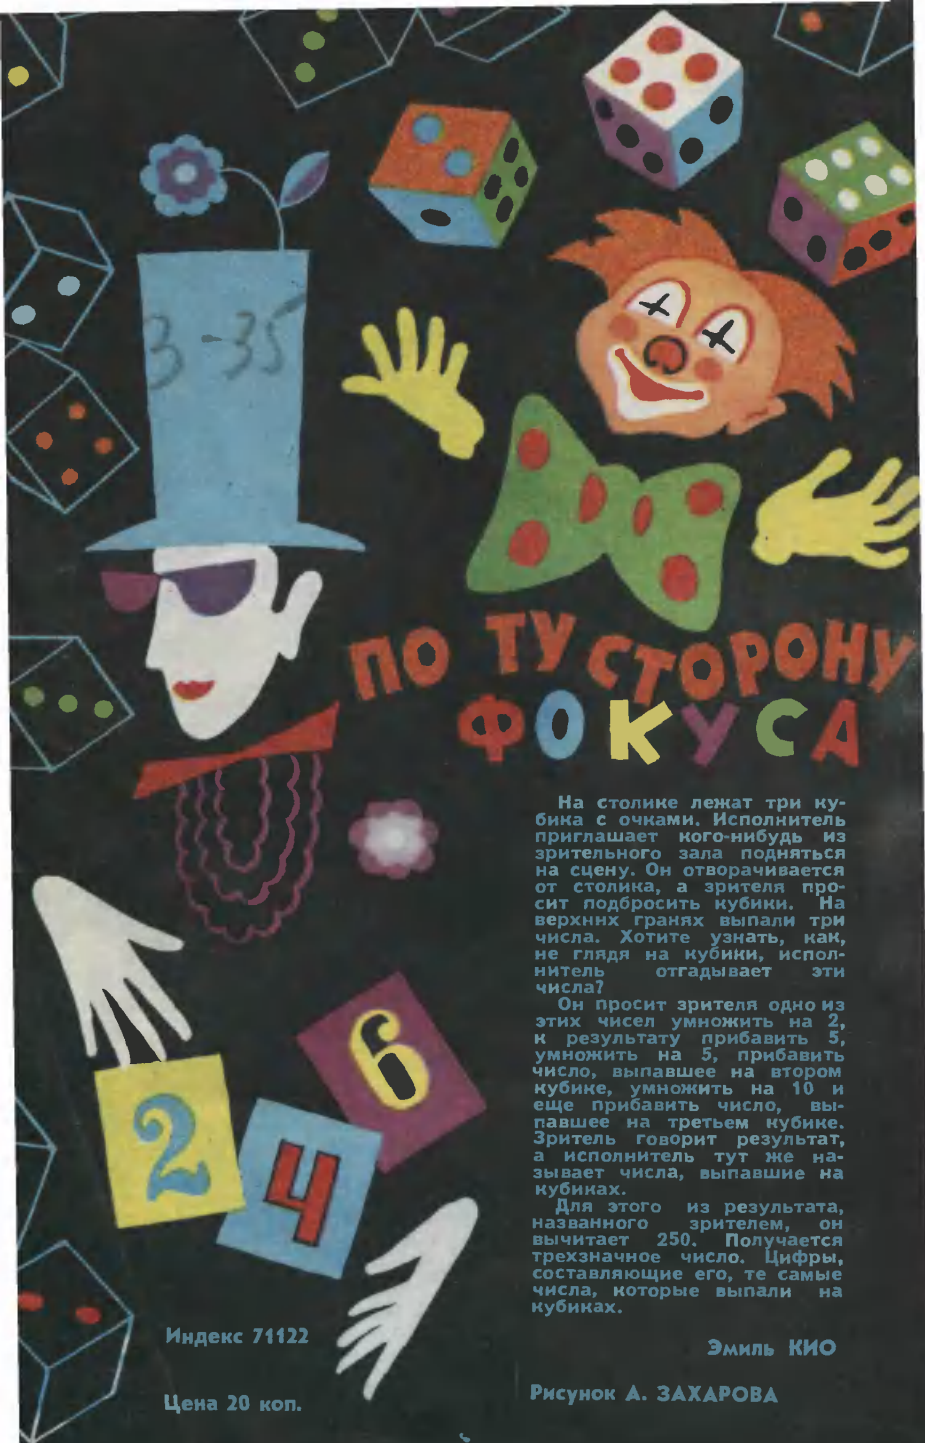 3-35
ПО ТУ СТОРОНУ
ФОКУСА
На столике лежат три ку-
бика с очками. Исполнитель
приглашает кого-нибудь из
зрительного зала подняться
на сцену. Он отворачивается
от столика, а зрителя про-
сит подбросить кубики. На
верхних гранях выпали три
числа. Хотите узнать, как,
не глядя на кубики, испол-
нитель отгадывает эти
числа?
Он просит зрителя одно из
этих чисел умножить на 2,
к результату прибавить 5,
умножить на 5, прибавить
число, выпавшее на втором
кубике, умножить на 10 и
еще прибавить число, вы-
павшее на третьем кубике.
Зритель говорит результат,
а исполнитель тут же на-
зывает числа, выпавшие на
кубиках.
Для этого из результата,
названного зрителем, он
вычитает 250. Получается
трехзначное число. Цифры,
составляющие его, те самые
числа, которые выпали на
кубиках.
Эмиль КИО
Рисунок А. ЗАХАРОВА
6
2
4
Индекс 71122
Цена 20 коп.